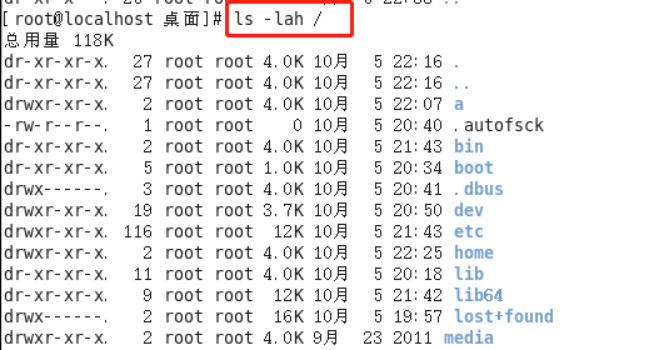 [root@localhost 桌面]# ls -lah /
总用量 118K
dr-xr-xr-x. 27 root root 4.0K 10月 5 22:16 .
dr-xr-xr-x. 27 root root 4.0K 10月 5 22:16 ..
drwxr-xr-x. 2 root root 4.0K 10月 5 22:07 a
-rw-r--r--. 1 root root 0 10月 5 20:40 .autofsck
dr-xr-xr-x. 2 root root 4.0K 10月 5 21:43 bin
dr-xr-xr-x. 5 root root 1.0K 10月 5 20:34 boot
drwx------. 3 root root 4.0K 10月 5 20:41 .dbus
drwxr-xr-x. 19 root root 3.7K 10月 5 20:50 dev
drwxr-xr-x. 116 root root 12K 10月 5 21:43 etc
drwxr-xr-x. 2 root root 4.0K 10月 5 22:25 home
dr-xr-xr-x. 11 root root 4.0K 10月 5 20:18 lib
dr-xr-xr-x. 9 root root 12K 10月 5 21:42 lib64
drwx------. 2 root root 16K 10月 5 19:57 lost+found
drwxr-xr-x. 2 root root 4.0K 9月 23 2011 media